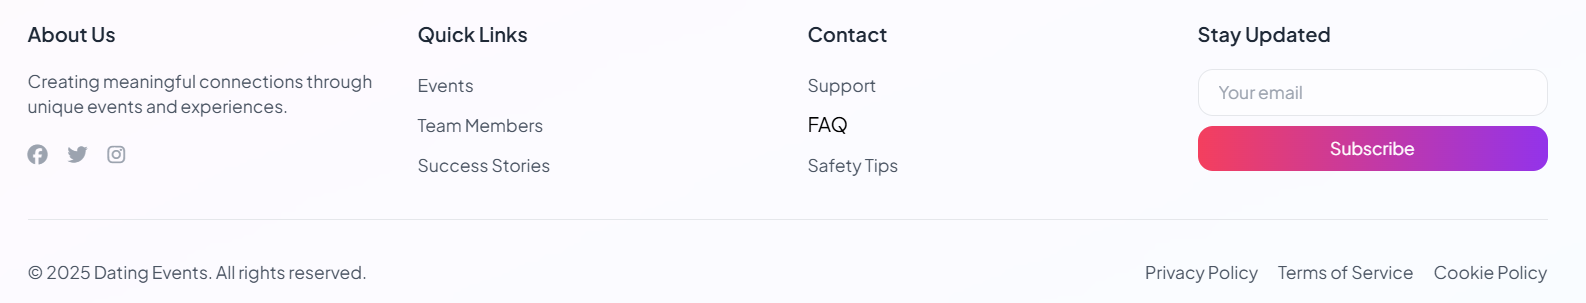 About Us
Creating meaningful connections through
unique events and experiences.
Quick Links
Events
Team Members
Success Stories
Contact
Support
FAQ
Safety Tips
Stay Updated
Your email
Subscribe
© 2025 Dating Events. All rights reserved.
Privacy Policy
Terms of Service
Cookie Policy